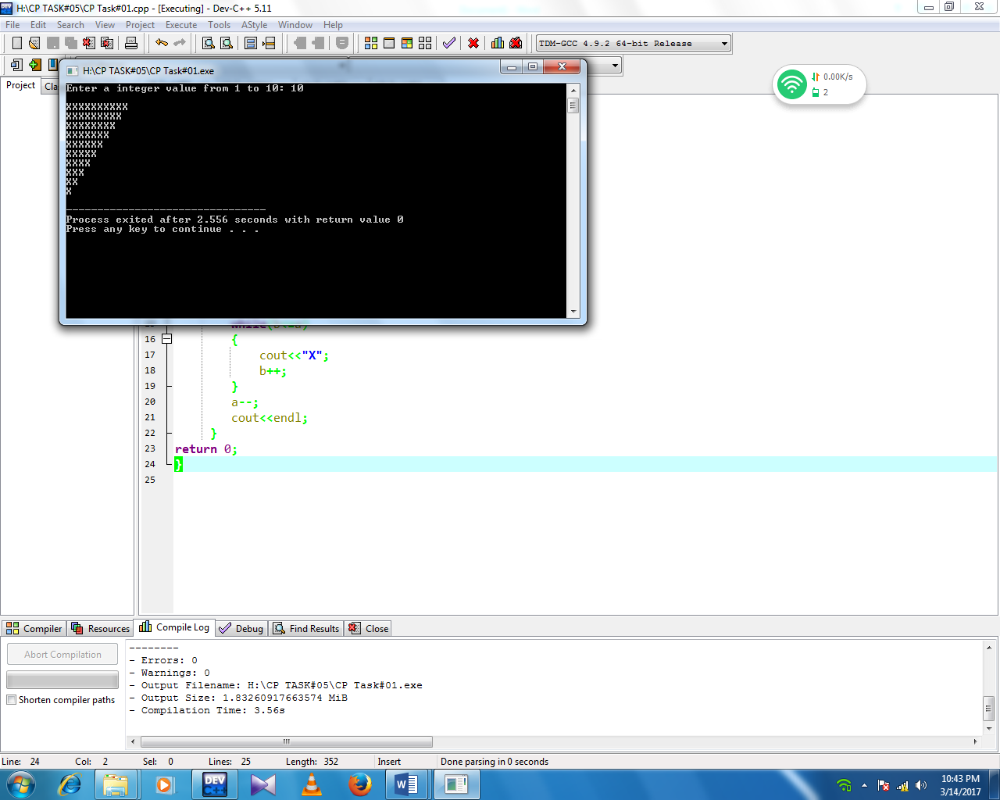 H:\CP TASK#05\CP Task#01.cpp - [Executing] - Dev-C++ 5.11
File Edit Search View Project Execute Tools AStyle Window Help
TDM-GCC 4.9.2 64-bit Release
H:\CP TASK#05\CP Task#01.exe
Project Cla
0.00K/s
2
Enter a integer value from 1 to 10: 10
XXXXXXXXXX
XXXXXXXXX
XXXXXXXX
XXXXXXX
XXXXXX
XXXXX
XXXX
XXX
XX
X
--------------------------------
Process exited after 2.556 seconds with return value 0
Press any key to continue . . .
16 {
17 cout<<"X";
18 b++;
19 }
20 a--;
21 cout<<endl;
22 }
23 return 0;
24 }
25
Compiler Resources Compile Log Debug Find Results Close
Abort Compilation
Shorten compiler paths
--------
- Errors: 0
- Warnings: 0
- Output Filename: H:\CP TASK#05\CP Task#01.exe
- Output Size: 1.83260917663574 MiB
- Compilation Time: 3.56s
Line: 24 Col: 2 Sel: 0 Lines: 25 Length: 352 Insert Done parsing in 0 seconds
DEV C++
W
10:43 PM
3/14/2017